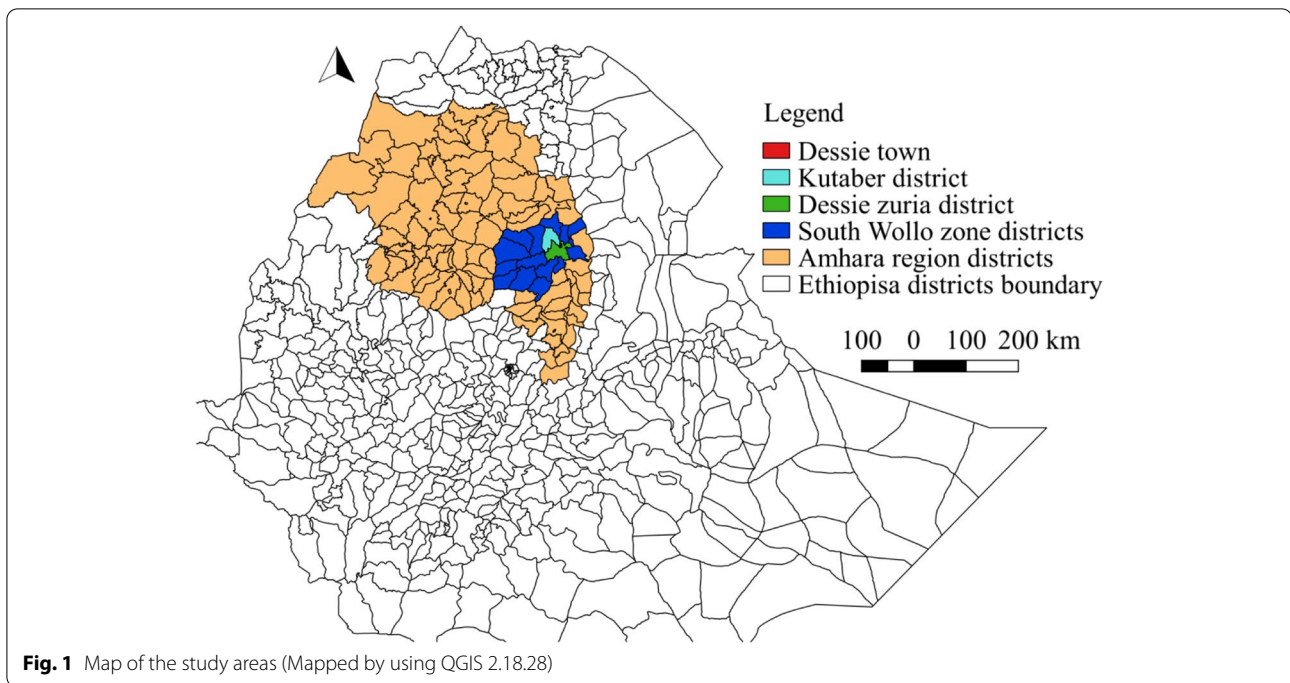 Legend
Dessie town
Kutaber district
Dessie zuria district
South Wollo zone districts
Amhara region districts
Ethiopisa districts boundary
100 0 100 200 km
Fig. 1 Map of the study areas (Mapped by using QGIS 2.18.28)